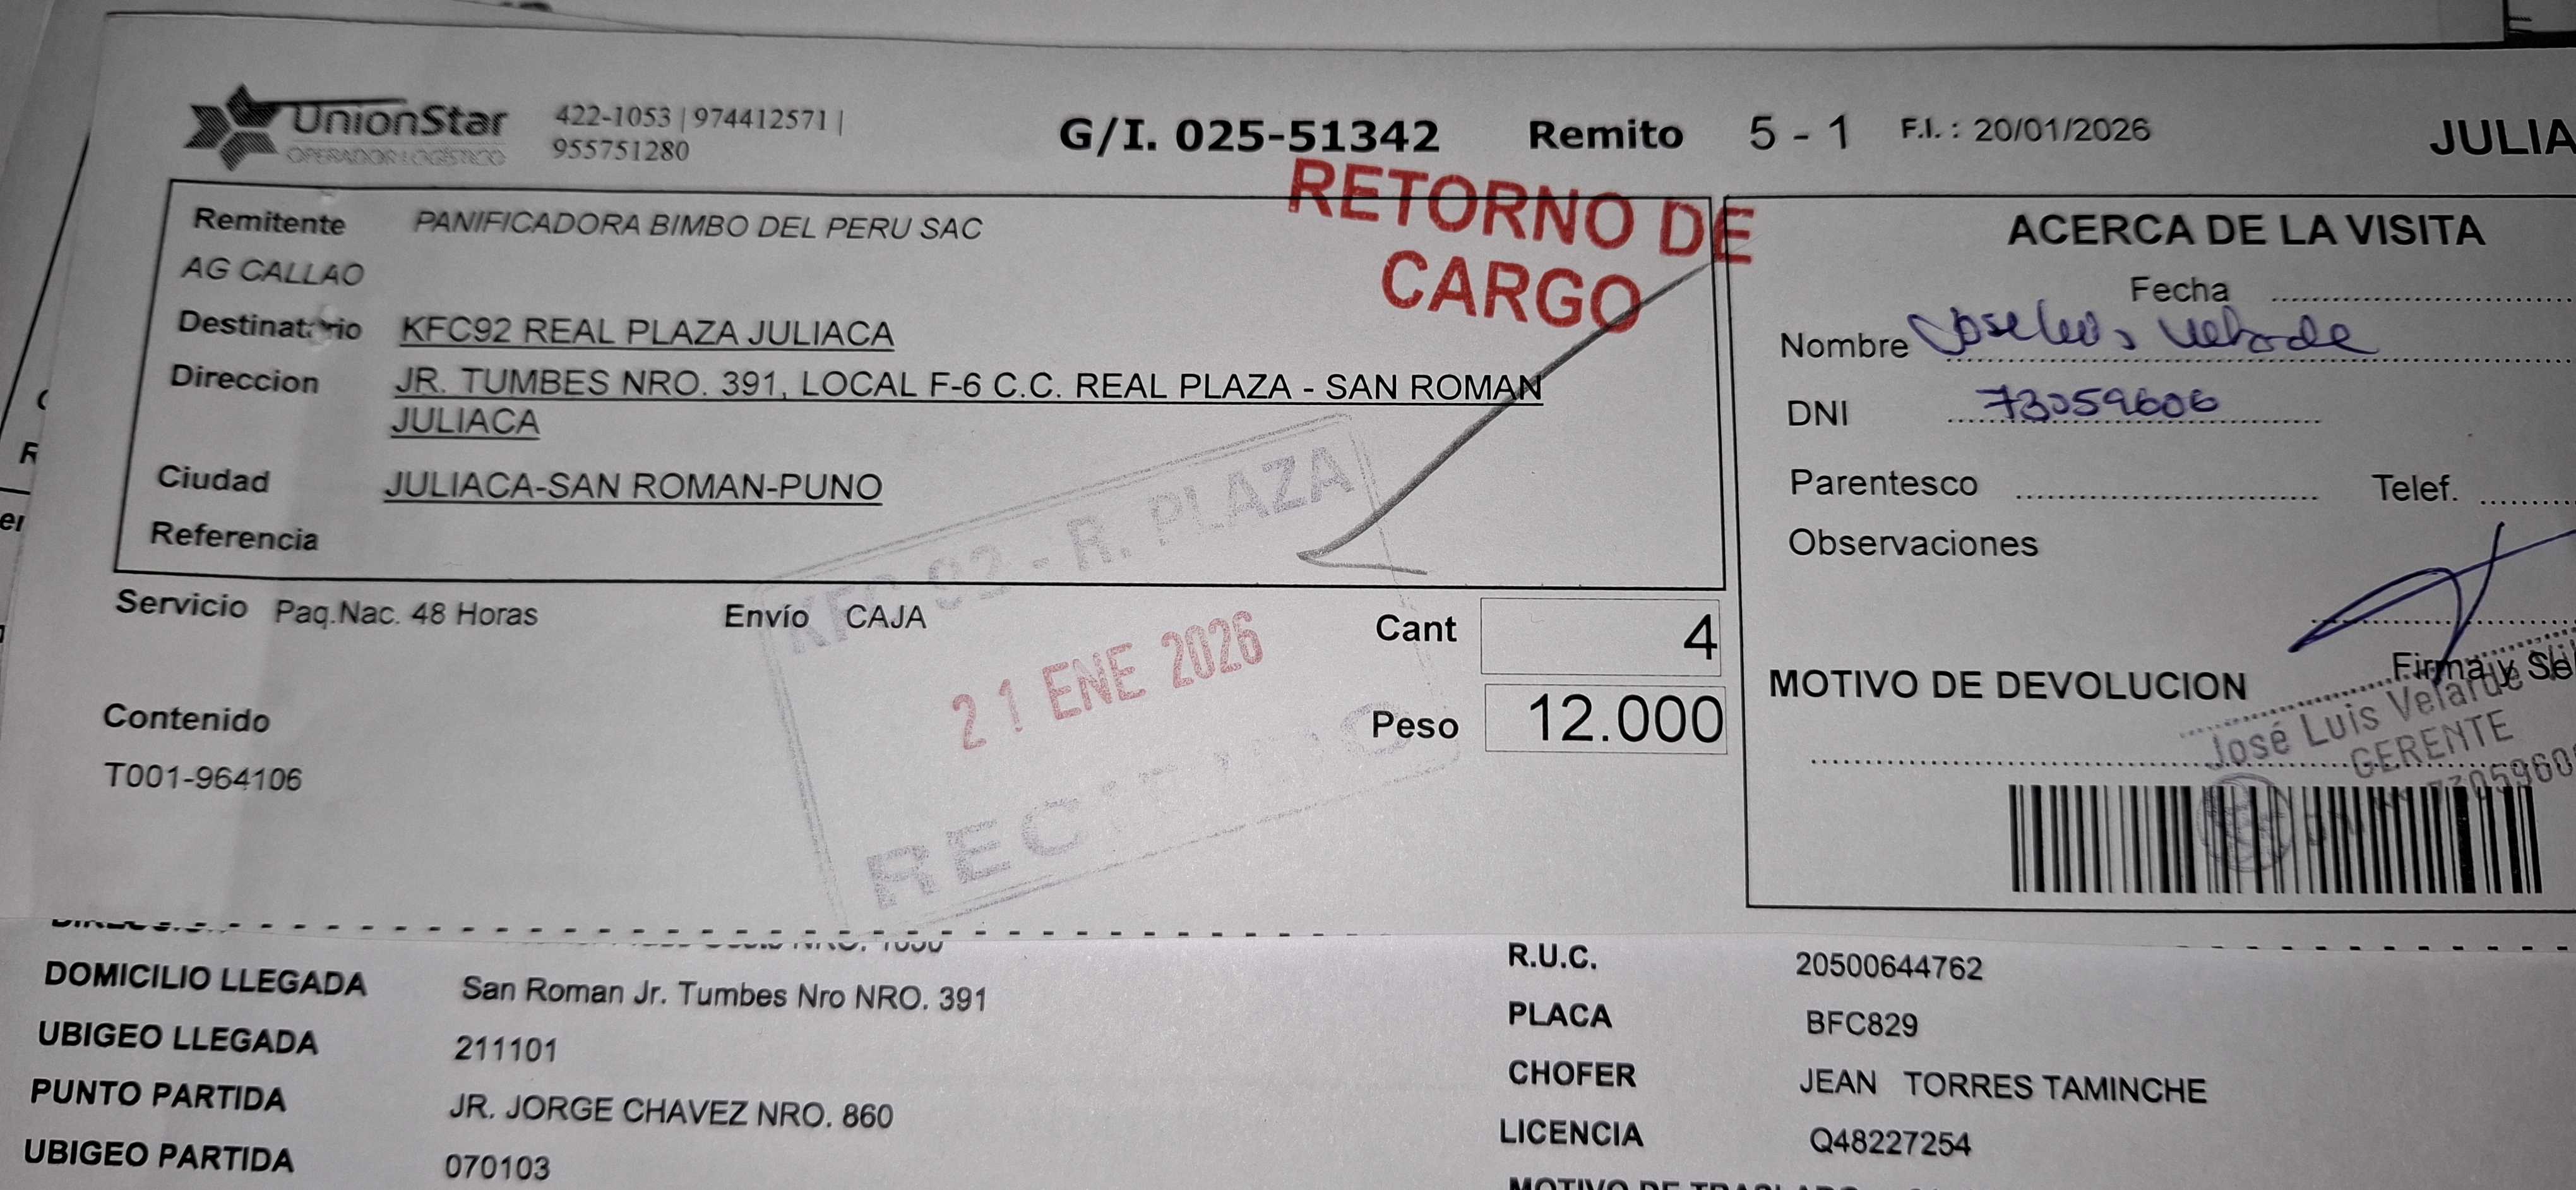 UnionStar
OPERADOR LOGÍSTICO
422-1053 | 974412571 |
955751280
G/I. 025-51342 Remito 5 - 1 F.I. : 20/01/2026
JULIA
RETORNO DE
CARGO
Remitente PANIFICADORA BIMBO DEL PERU SAC
AG CALLAO
Destinatario KFC92 REAL PLAZA JULIACA
Direccion JR. TUMBES NRO. 391, LOCAL F-6 C.C. REAL PLAZA - SAN ROMAN
JULIACA
Ciudad JULIACA-SAN ROMAN-PUNO
Referencia
KFC 92 - R. PLAZA
21 ENE 2026
RECIBIDO
Servicio Paq.Nac. 48 Horas Envío CAJA Cant 4
Peso 12.000
Contenido
T001-964106
ACERCA DE LA VISITA
Fecha
Nombre Jose Luis Velarde
DNI 73059606
Parentesco Telef.
Observaciones
Firma y Se
MOTIVO DE DEVOLUCION
José Luis Velarde
GERENTE
DOMICILIO LLEGADA San Roman Jr. Tumbes Nro NRO. 391
UBIGEO LLEGADA 211101
PUNTO PARTIDA JR. JORGE CHAVEZ NRO. 860
UBIGEO PARTIDA 070103
R.U.C. 20500644762
PLACA BFC829
CHOFER JEAN TORRES TAMINCHE
LICENCIA Q48227254